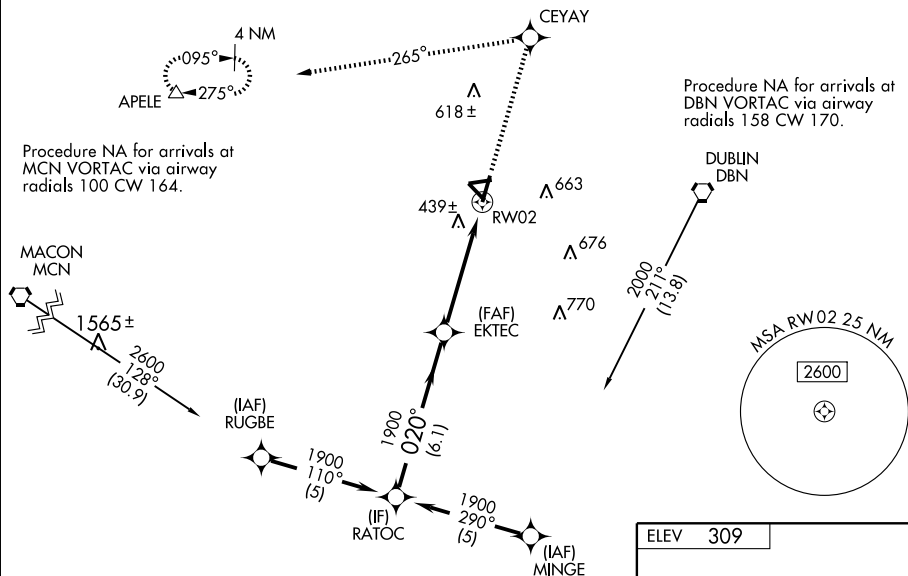 CEYAY
4 NM
095°
265°
APELE
275°
618±
Procedure NA for arrivals at
DBN VORTAC via airway
radials 158 CW 170.
Procedure NA for arrivals at
MCN VORTAC via airway
radials 100 CW 164.
DUBLIN
DBN
663
439±
RW02
MACON
MCN
676
2000
211°
(13.8)
1565±
(FAF)
EKTEC
770
MSA RW02 25 NM
2600
2600
128°
(30.9)
(IAF)
RUGBE
1900
020°
(6.1)
1900
110°
(5)
1900
290°
(5)
(IF)
RATOC
(IAF)
MINGE
ELEV 309